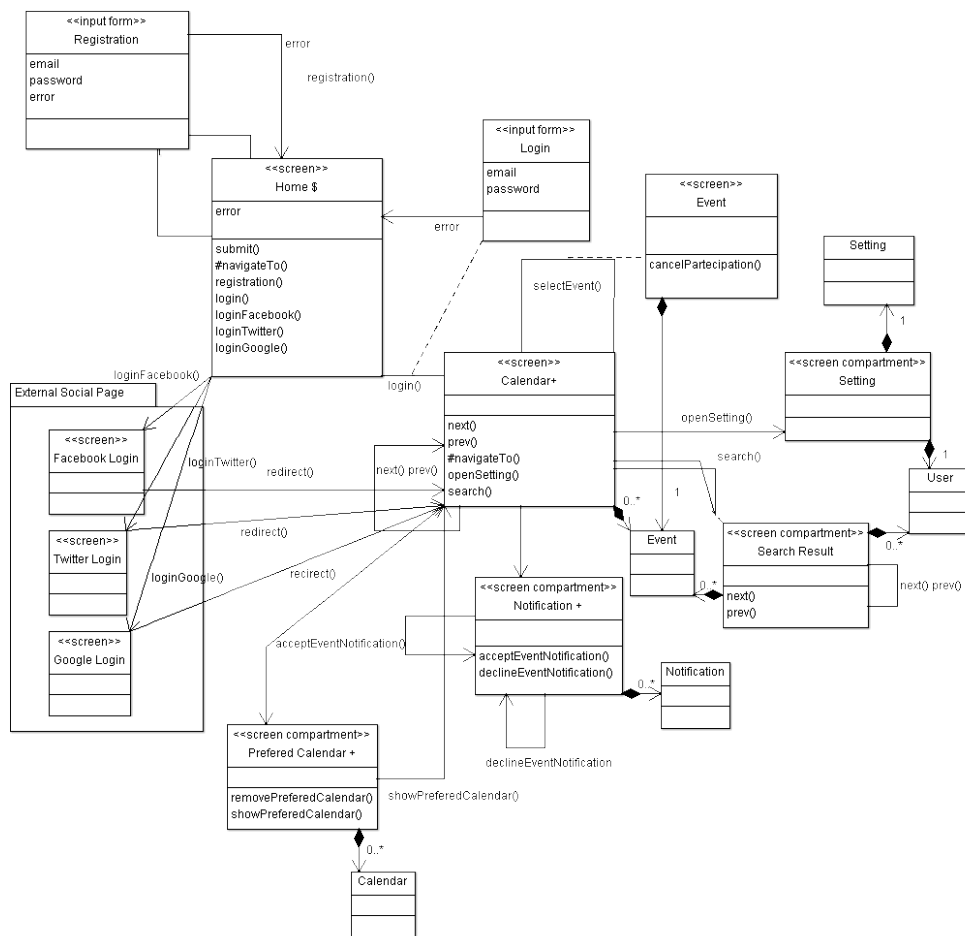 <<input form>>
Registration
email
password
error
error
registration()
<<input form>>
Login
email
password
<<screen>>
Home $
error
submit()
#navigateTo()
registration()
login()
loginFacebook()
loginTwitter()
loginGoogle()
error
<<screen>>
Event
cancelPartecipation()
selectEvent()
Setting
1
<<screen compartment>>
Setting
<<screen>>
Calendar+
next()
prev()
#navigateTo()
openSetting()
search()
login()
loginFacebook()
External Social Page
<<screen>>
Facebook Login
loginTwitter()
redirect()
next() prev()
openSetting()
search()
1
User
1
0..*
<<screen>>
Twitter Login
redirect()
loginGoogle()
recirect()
<<screen>>
Google Login
0..*
Event
<<screen compartment>>
Search Result
next()
prev()
0..*
next() prev()
<<screen compartment>>
Notification +
acceptEventNotification()
declineEventNotification()
acceptEventNotification()
0..*
Notification
declineEventNotification
<<screen compartment>>
Prefered Calendar +
removePreferedCalendar()
showPreferedCalendar()
showPreferedCalendar()
0..*
Calendar